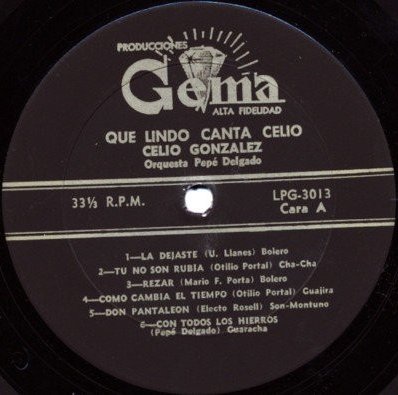 PRODUCCIONES
Gema
ALTA FIDELIDAD
QUE LINDO CANTA CELIO
CELIO GONZALEZ
Orquesta Pepé Delgado
33⅓ R.P.M.
LPG-3013
Cara A
1—LA DEJASTE (U. Llanes) Bolero
2—TU NO SON RUBIA (Otilio Portal) Cha-Cha
3—REZAR (Mario F. Porta) Bolero
4—COMO CAMBIA EL TIEMPO (Otilio Portal) Guajira
5—DON PANTALEON (Electo Rosell) Son-Montuno
6—CON TODOS LOS HIERROS
(Pepé Delgado) Guaracha